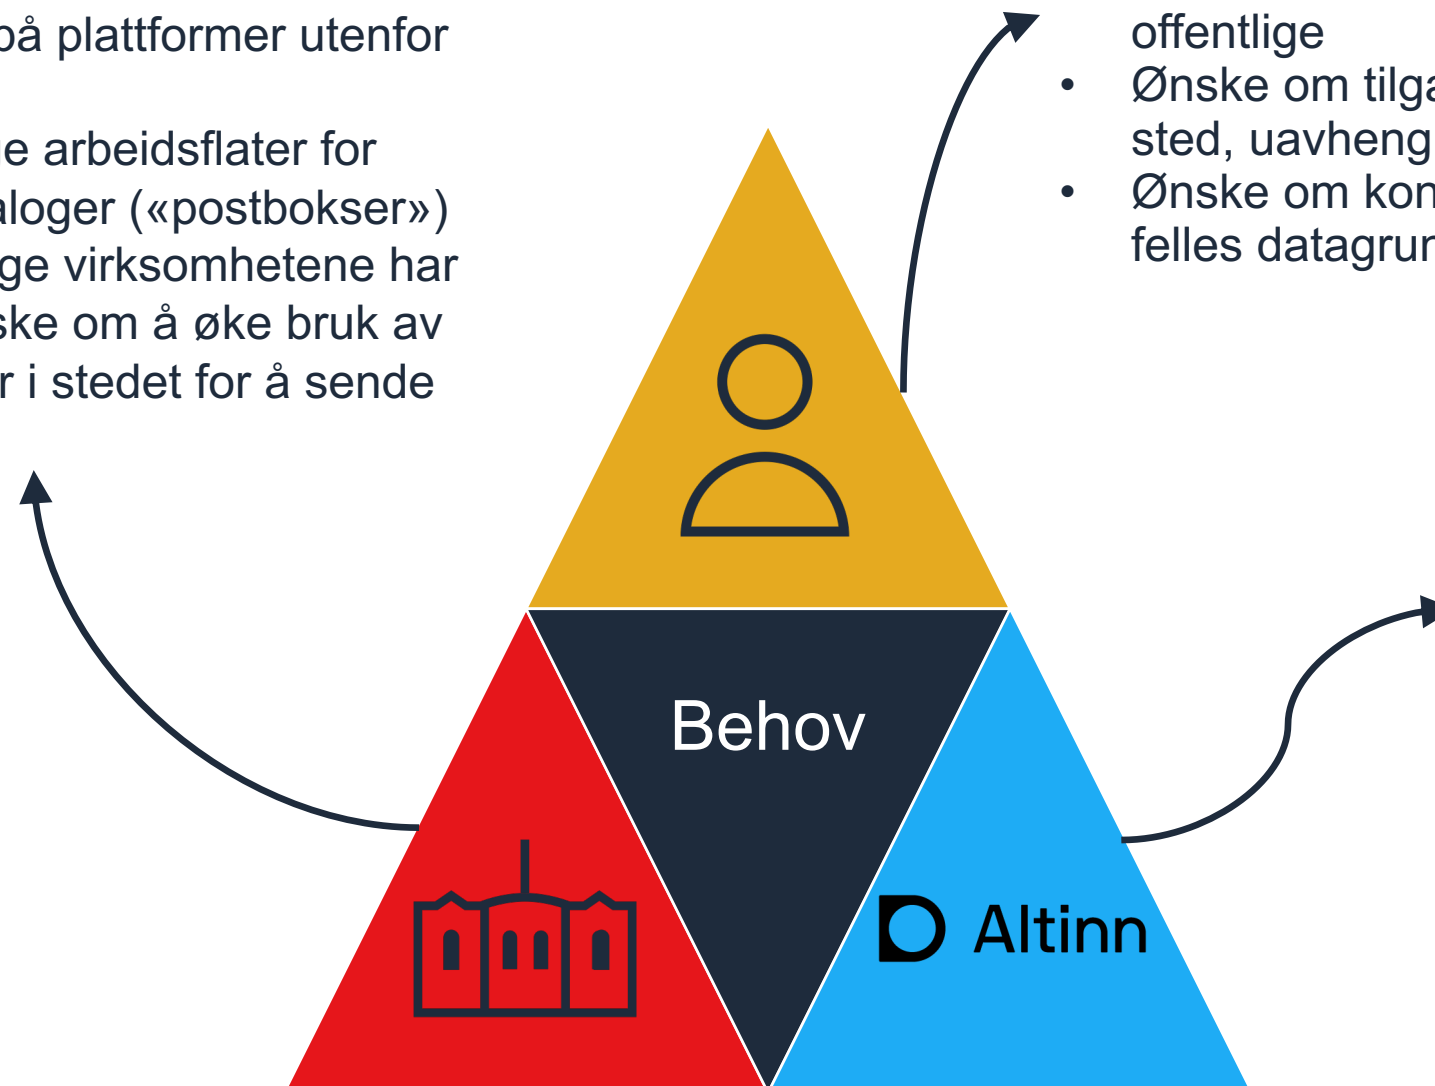 på plattformer utenfor
e arbeidsflater for
aloger («postbokser»)
ge virksomhetene har
ske om å øke bruk av
r i stedet for å sende
offentlige
• Ønske om tilga
sted, uavheng
• Ønske om kon
felles datagrun
Behov
Altinn